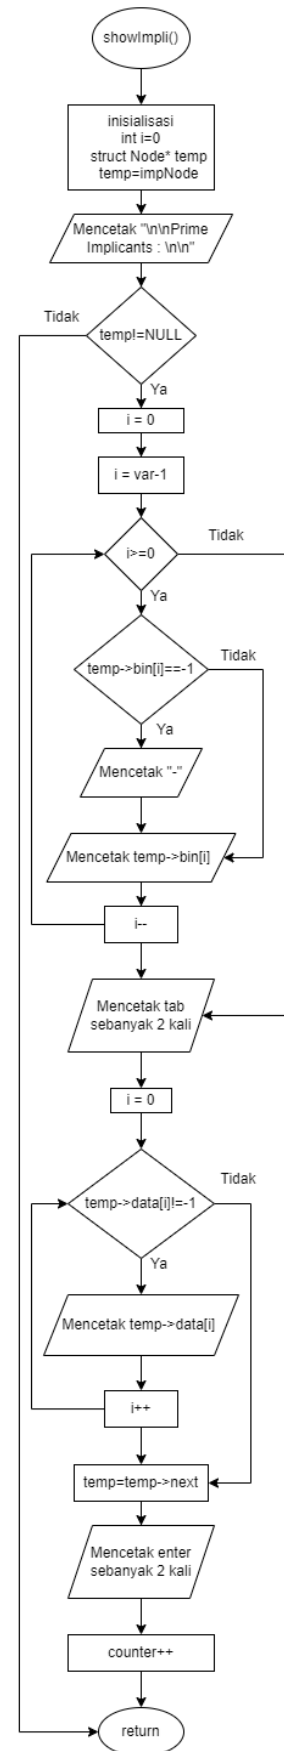 showImpli()
inisialisasi
int i=0
struct Node* temp
temp=impNode
Mencetak "\n\nPrime
Implicants : \n\n"
Tidak
temp!=NULL
Ya
i = 0
i = var-1
Tidak
i>=0
Ya
Tidak
temp->bin[i]==-1
Ya
Mencetak "-"
Mencetak temp->bin[i]
i--
Mencetak tab
sebanyak 2 kali
i = 0
Tidak
temp->data[i]!=-1
Ya
Mencetak temp->data[i]
i++
temp=temp->next
Mencetak enter
sebanyak 2 kali
counter++
return